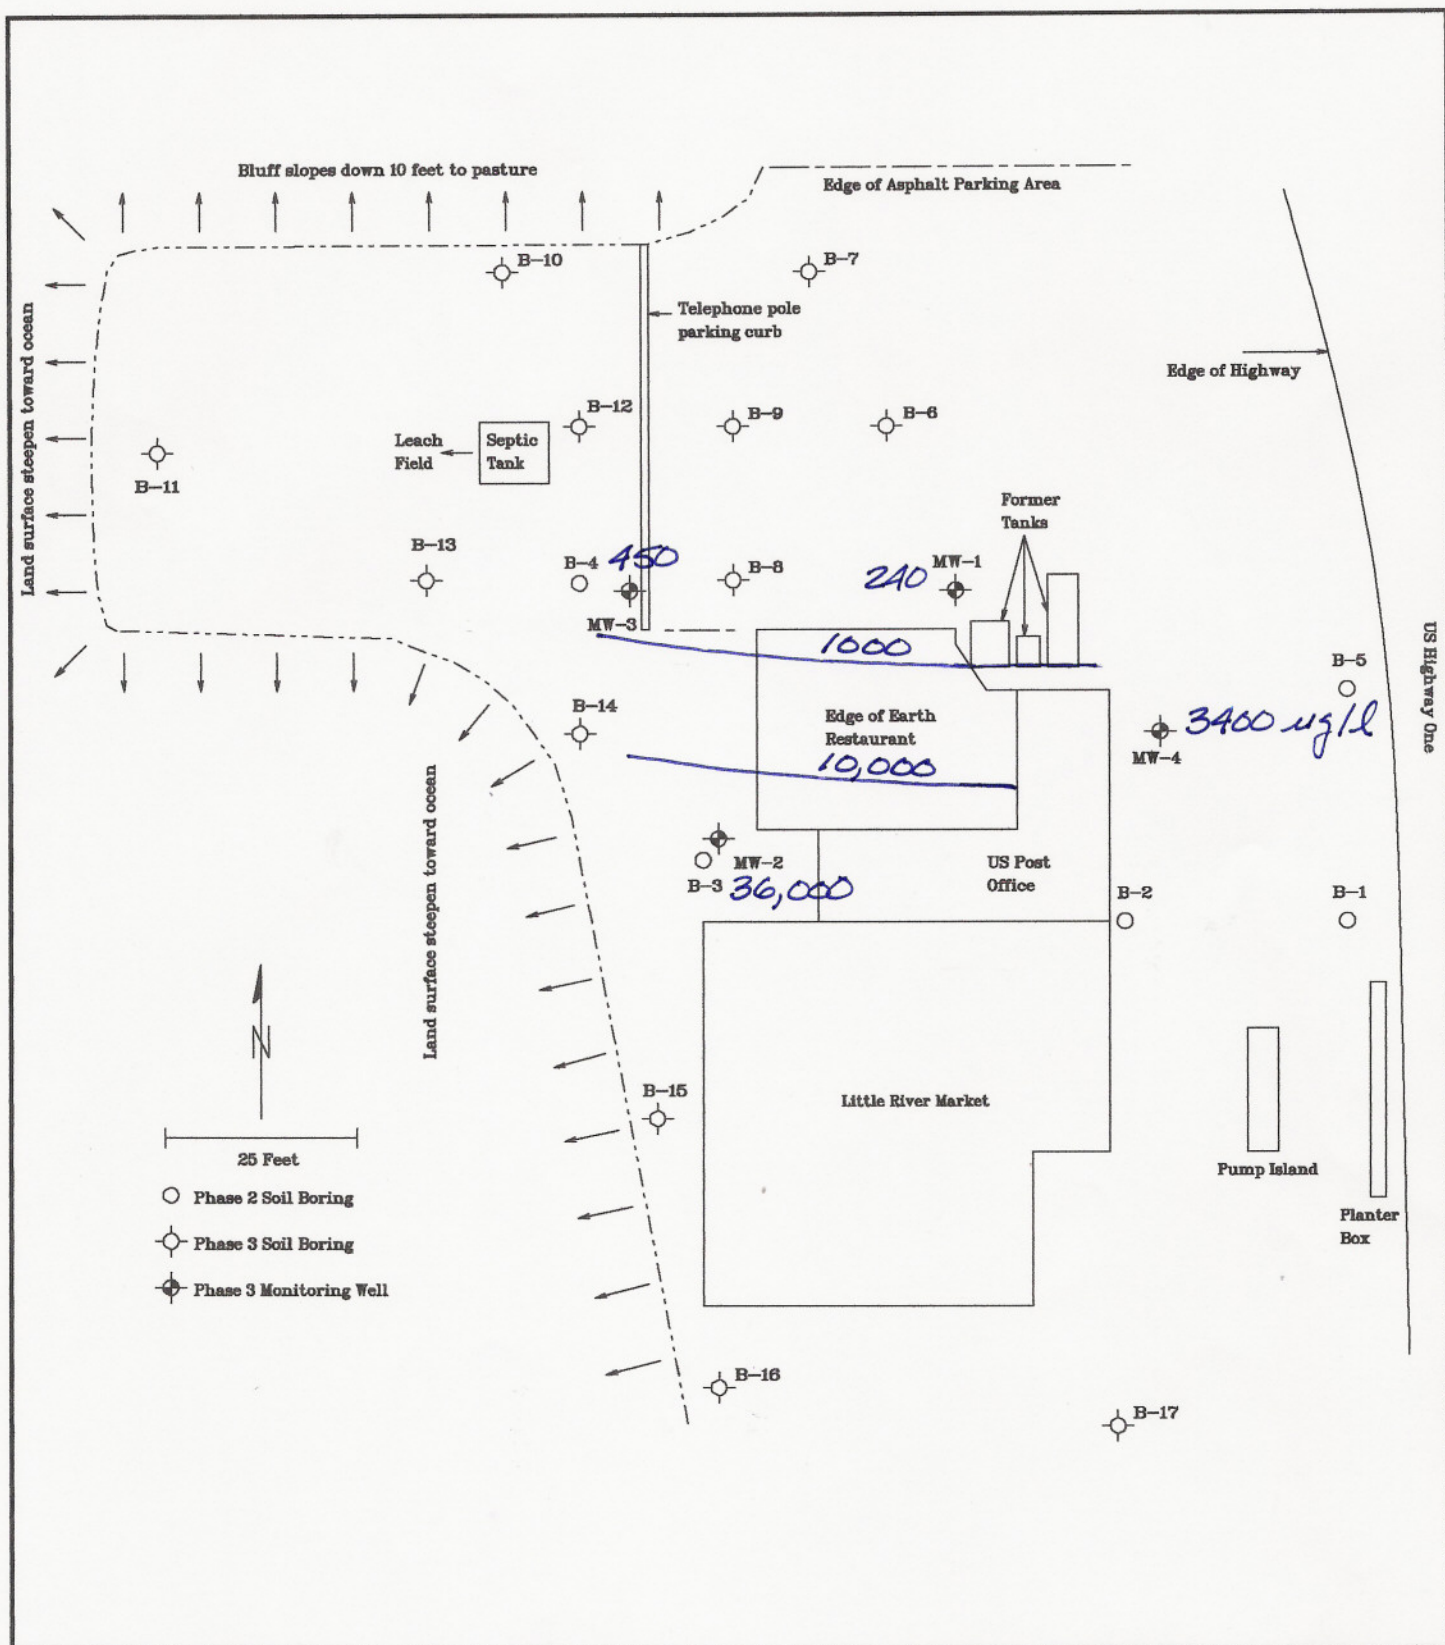 Bluff slopes down 10 feet to pasture
Edge of Asphalt Parking Area
B-10
B-7
Telephone pole
parking curb
Land surface steepen toward ocean
Edge of Highway
B-12
B-9
B-6
Leach
Field
Septic
Tank
B-11
Former
Tanks
B-13
B-4
450
B-8
240
MW-1
MW-3
1000
US Highway One
B-5
B-14
Edge of Earth
Restaurant
3400 ug/l
MW-4
10,000
Land surface steepen toward ocean
MW-2
B-3
36,000
US Post
Office
B-2
B-1
N
B-15
Little River Market
25 Feet
Pump Island
Phase 2 Soil Boring
Planter
Box
Phase 3 Soil Boring
Phase 3 Monitoring Well
B-16
B-17